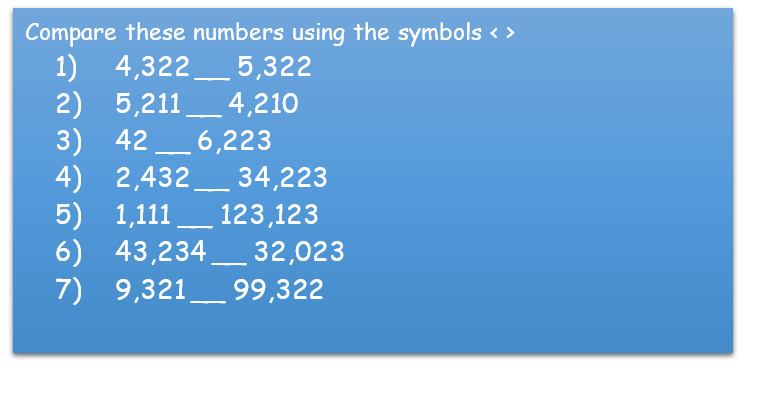 Compare these numbers using the symbols < >
1) 4,322 __ 5,322
2) 5,211 __ 4,210
3) 42 __ 6,223
4) 2,432 __ 34,223
5) 1,111 __ 123,123
6) 43,234 __ 32,023
7) 9,321 __ 99,322